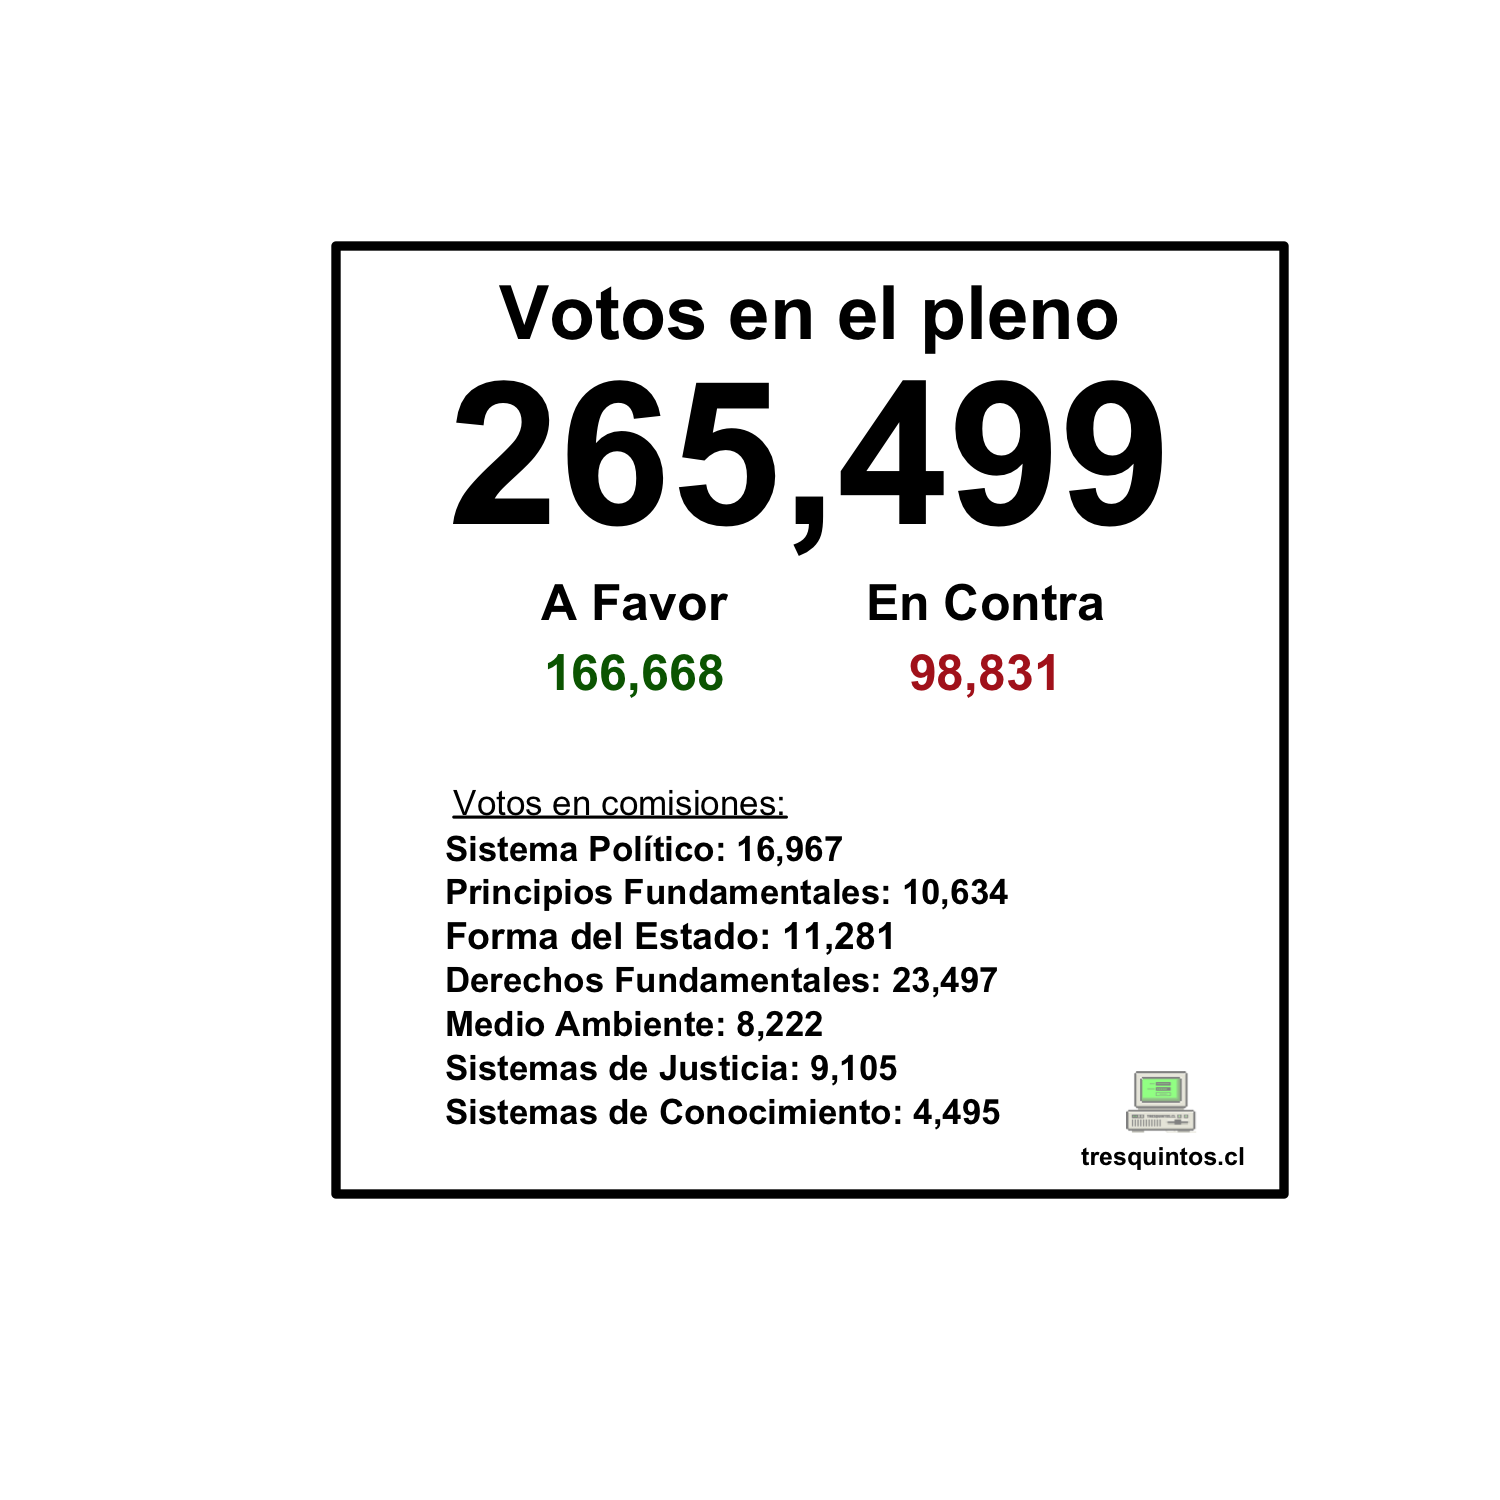 Votos en el pleno
265,499
A Favor En Contra
166,668 98,831
Votos en comisiones:
Sistema Político: 16,967
Principios Fundamentales: 10,634
Forma del Estado: 11,281
Derechos Fundamentales: 23,497
Medio Ambiente: 8,222
Sistemas de Justicia: 9,105
Sistemas de Conocimiento: 4,495
tresquintos.cl